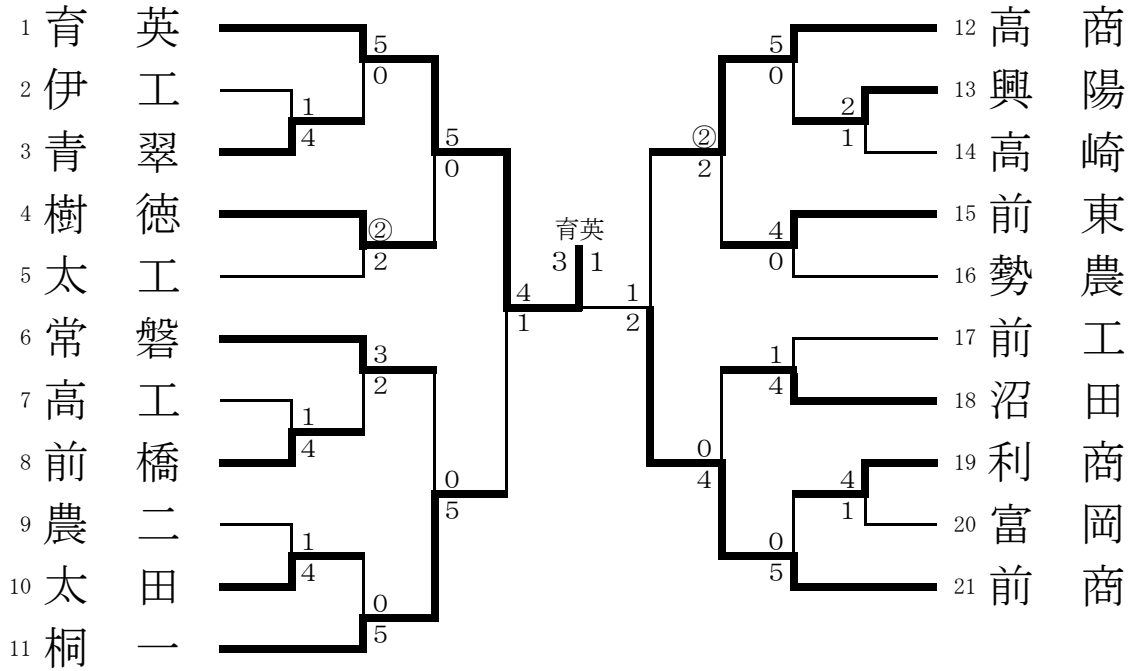 1 育 英
2 伊 工
3 青 翠
4 樹 徳
5 太 工
6 常 磐
7 高 工
8 前 橋
9 農 二
10 太 田
11 桐 一
5
0
1
4
5
0
②
2
4
1
3
2
1
4
0
5
1
4
0
5
育英
3 1
1
2
②
2
5
0
2
1
4
0
1
4
0
4
4
1
0
5
12 高 商
13 興 陽
14 高 崎
15 前 東
16 勢 農
17 前 工
18 沼 田
19 利 商
20 富 岡
21 前 商